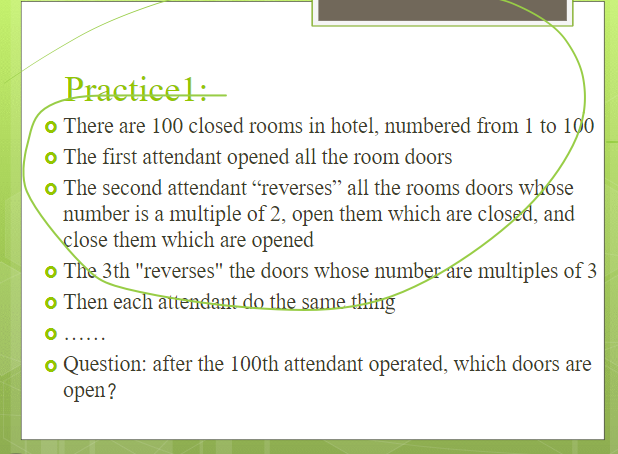 Practice1:
There are 100 closed rooms in hotel, numbered from 1 to 100
The first attendant opened all the room doors
The second attendant “reverses” all the rooms doors whose
number is a multiple of 2, open them which are closed, and
close them which are opened
The 3th "reverses" the doors whose number are multiples of 3
Then each attendant do the same thing
……
Question: after the 100th attendant operated, which doors are
open?